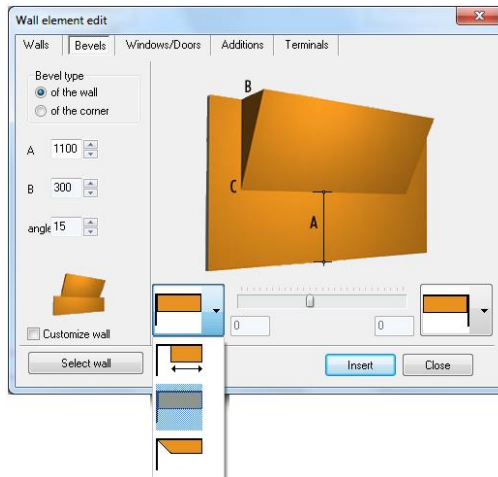 Wall element edit
Walls
Bevels
Windows/Doors
Additions
Terminals
Bevel type
of the wall
of the corner
A 1100
B 300
angle 15
B
C
A
Customize wall
0
0
Select wall
Insert
Close